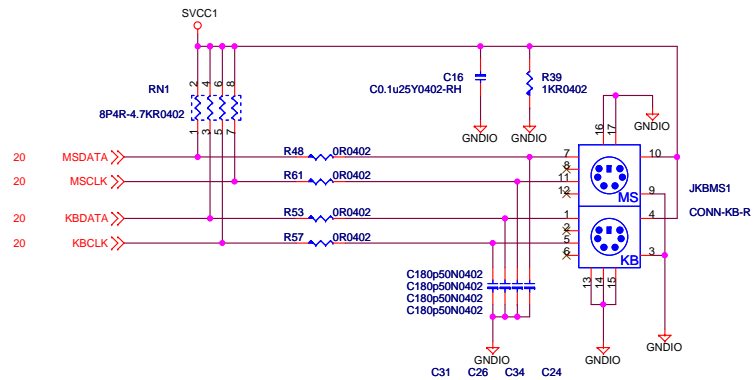 SVCC1
RN1
8P4R-4.7KR0402
2 4 6 8
1 3 5 7
C16
C0.1u25Y0402-RH
R39
1KR0402
GNDIO
GNDIO
GNDIO
16 17
20 MSDATA R48 0R0402 7 10
8
20 MSCLK R61 0R0402 11
12 MS 9 JKBMS1
CONN-KB-R
20 KBDATA R53 0R0402 1 4
2
20 KBCLK R57 0R0402 5
6 KB 3
C180p50N0402
C180p50N0402
C180p50N0402
C180p50N0402
13 14 15
GNDIO
GNDIO
GNDIO
C31 C26 C34 C24